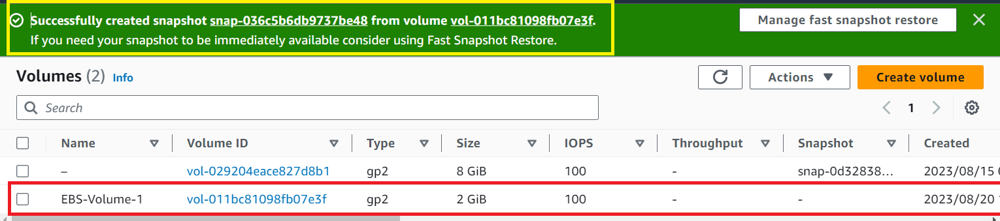 Successfully created snapshot snap-036c5b6db9737be48 from volume vol-011bc81098fb07e3f.
If you need your snapshot to be immediately available consider using Fast Snapshot Restore.
Manage fast snapshot restore
Volumes (2) Info
Actions
Create volume
Search
1
Name Volume ID Type Size IOPS Throughput Snapshot Created
– vol-029204eace827d8b1 gp2 8 GiB 100 - snap-0d32838... 2023/08/15
EBS-Volume-1 vol-011bc81098fb07e3f gp2 2 GiB 100 - - 2023/08/20